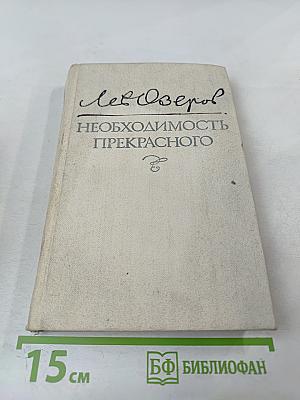 Лев Озеров
НЕОБХОДИМОСТЬ
ПРЕКРАСНОГО
15 см
БФ БИБЛИОФАН